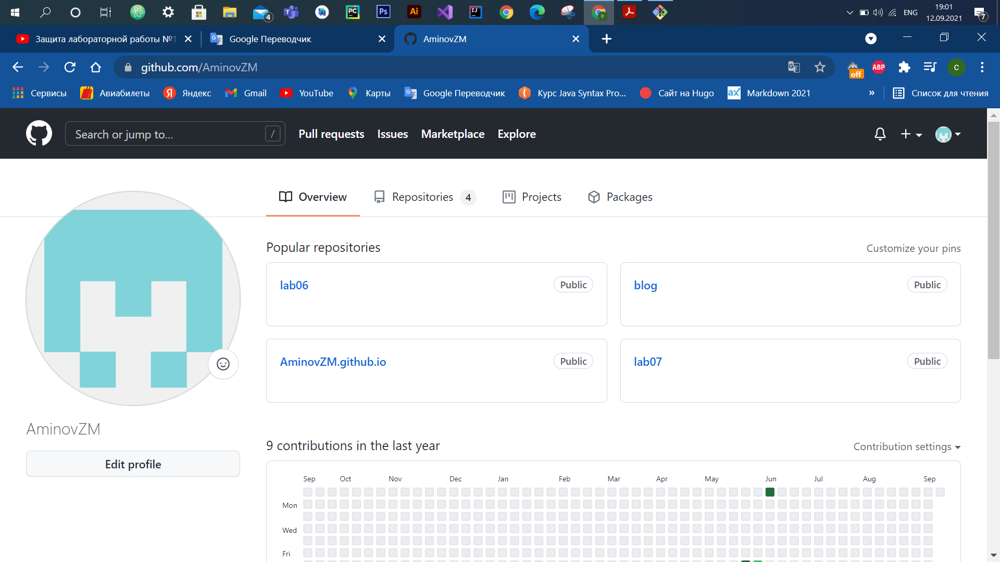 4
PC
Ps
Ai
IJ
ENG
19:01
12.09.2021
7
Защита лабораторной работы №1
Google Переводчик
AminovZM
github.com/AminovZM
off
ABP
c
Сервисы
Авиабилеты
Я
Яндекс
Gmail
YouTube
Карты
Google Переводчик
Курс Java Syntax Pro...
Сайт на Hugo
ax
Markdown 2021
»
Список для чтения
Search or jump to...
/
Pull requests
Issues
Marketplace
Explore
Overview
Repositories 4
Projects
Packages
Popular repositories
Customize your pins
lab06
Public
blog
Public
AminovZM.github.io
Public
lab07
Public
AminovZM
Edit profile
9 contributions in the last year
Contribution settings
Sep Oct Nov Dec Jan Feb Mar Apr May Jun Jul Aug Sep
Mon
Wed
Fri